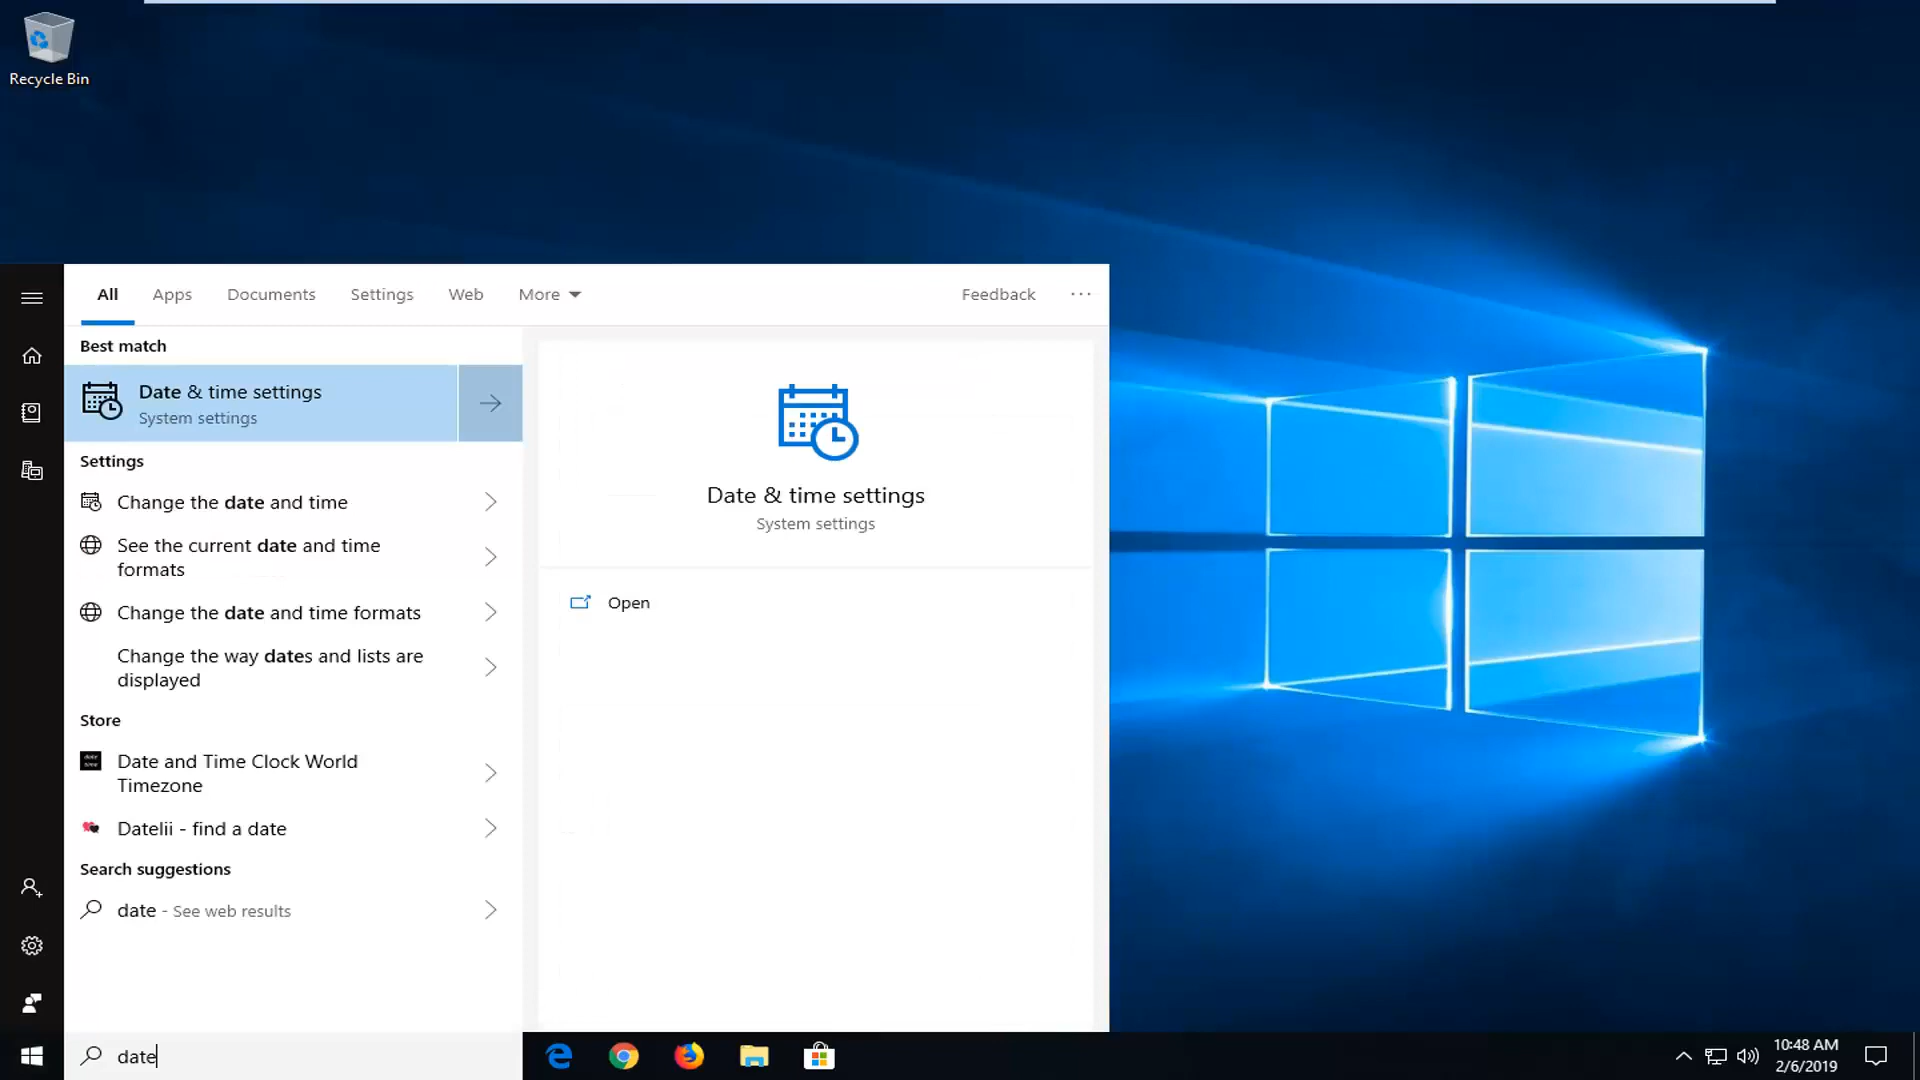 Recycle Bin
All Apps Documents Settings Web More Feedback ...
Best match
Date & time settings
System settings
Settings
Change the date and time
See the current date and time
formats
Change the date and time formats
Change the way dates and lists are
displayed
Store
Date and Time Clock World
Timezone
Datelii - find a date
Search suggestions
date - See web results
date
Date & time settings
System settings
Open
10:48 AM
2/6/2019